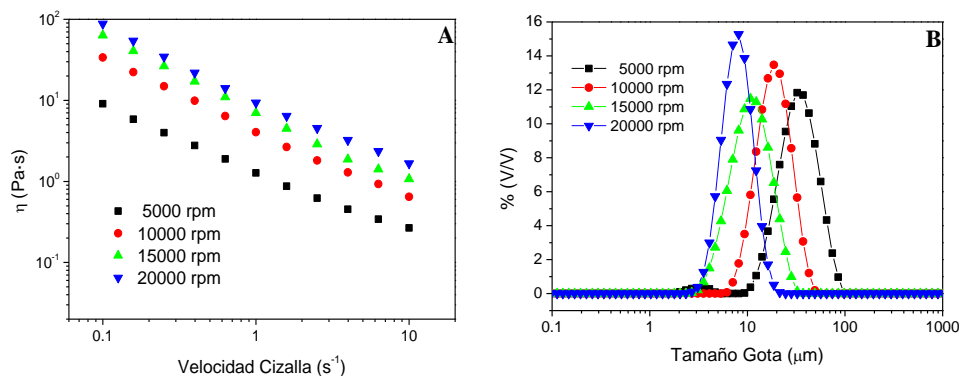 A
η (Pa·s)
10²
10¹
10⁰
10⁻¹
5000 rpm
10000 rpm
15000 rpm
20000 rpm
0.1
1
10
Velocidad Cizalla (s⁻¹)
B
% (V/V)
16
14
12
10
8
6
4
2
0
5000 rpm
10000 rpm
15000 rpm
20000 rpm
0.1
1
10
100
1000
Tamaño Gota (μm)